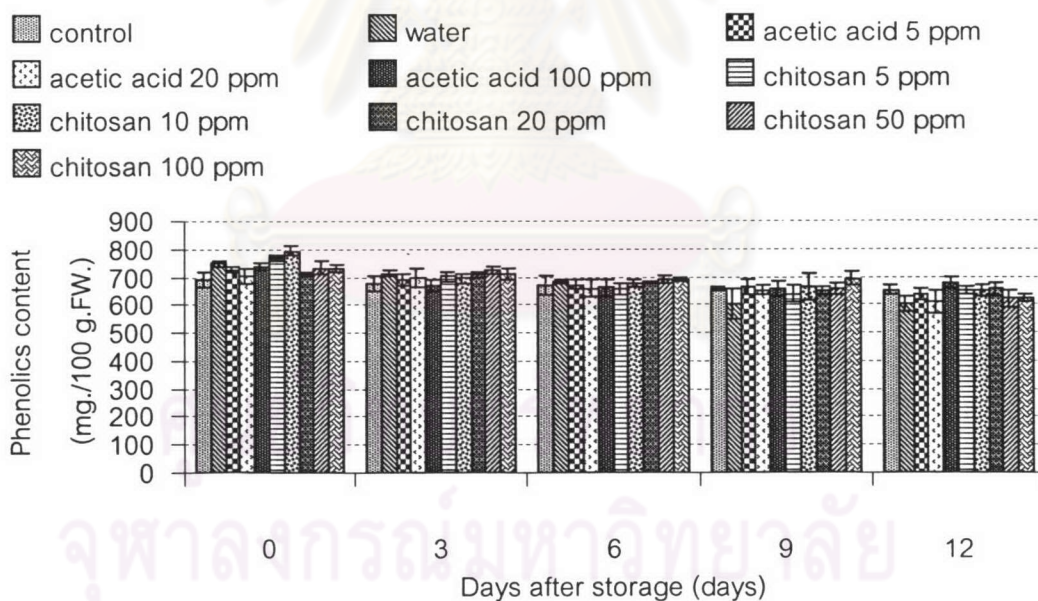 control water acetic acid 5 ppm
acetic acid 20 ppm acetic acid 100 ppm chitosan 5 ppm
chitosan 10 ppm chitosan 20 ppm chitosan 50 ppm
chitosan 100 ppm
Phenolics content
(mg./100 g.FW.)
900
800
700
600
500
400
300
200
100
0
0 3 6 9 12
Days after storage (days)
จุฬาลงกรณ์มหาวิทยาลัย